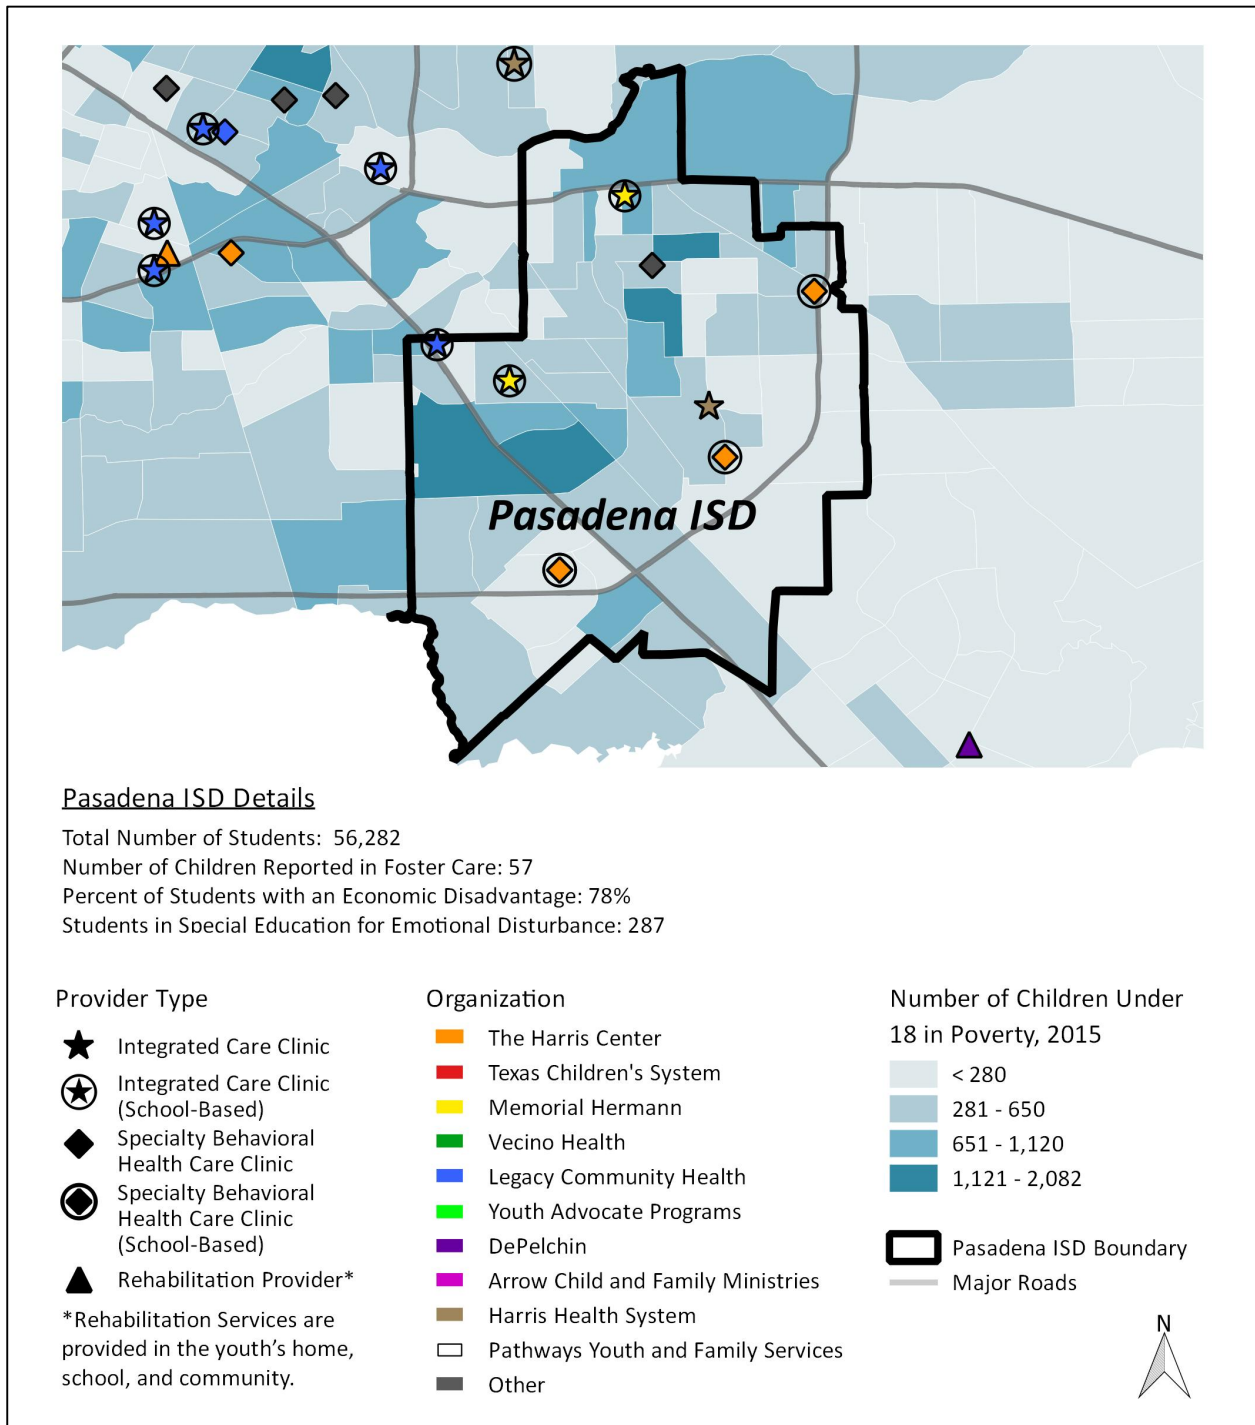 Pasadena ISD
Pasadena ISD Details
Total Number of Students: 56,282
Number of Children Reported in Foster Care: 57
Percent of Students with an Economic Disadvantage: 78%
Students in Special Education for Emotional Disturbance: 287
Provider Type
Integrated Care Clinic
Integrated Care Clinic
(School-Based)
Specialty Behavioral
Health Care Clinic
Specialty Behavioral
Health Care Clinic
(School-Based)
Rehabilitation Provider*
*Rehabilitation Services are
provided in the youth’s home,
school, and community.
Organization
The Harris Center
Texas Children's System
Memorial Hermann
Vecino Health
Legacy Community Health
Youth Advocate Programs
DePelchin
Arrow Child and Family Ministries
Harris Health System
Pathways Youth and Family Services
Other
Number of Children Under
18 in Poverty, 2015
< 280
281 - 650
651 - 1,120
1,121 - 2,082
Pasadena ISD Boundary
Major Roads
N